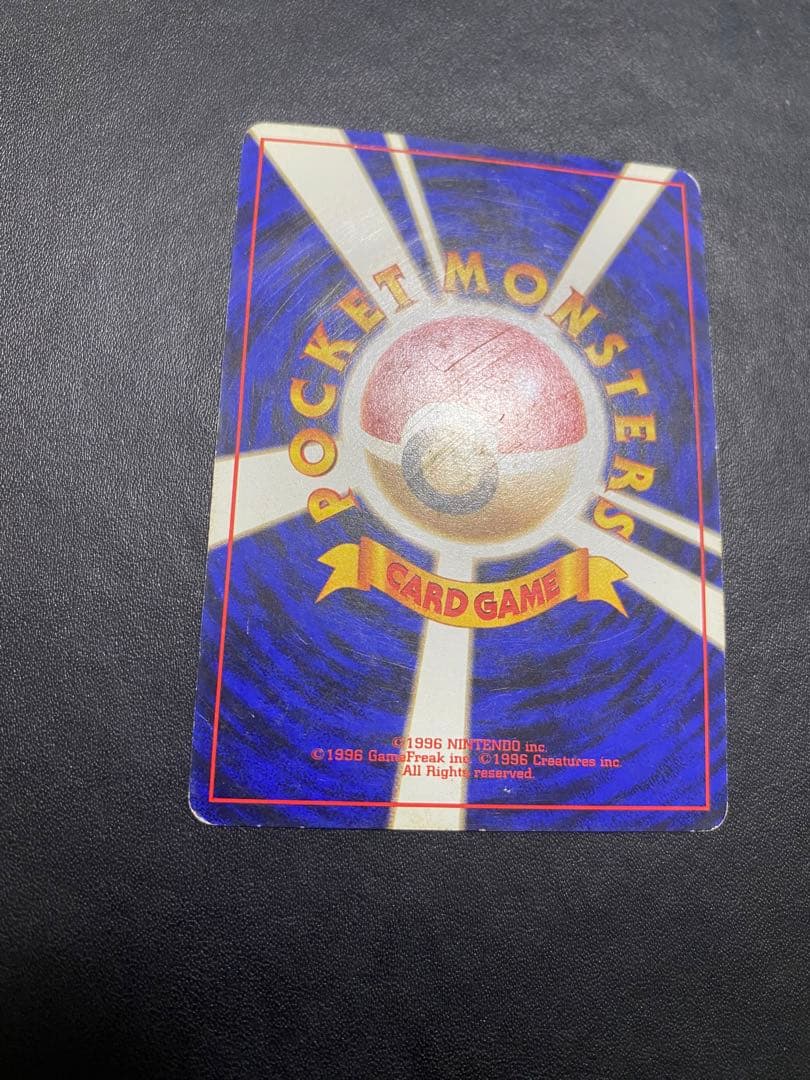 POCKET MONSTERS
CARD GAME
©1996 NINTENDO inc.
©1996 GameFreak inc. ©1996 Creatures inc.
All Rights reserved.